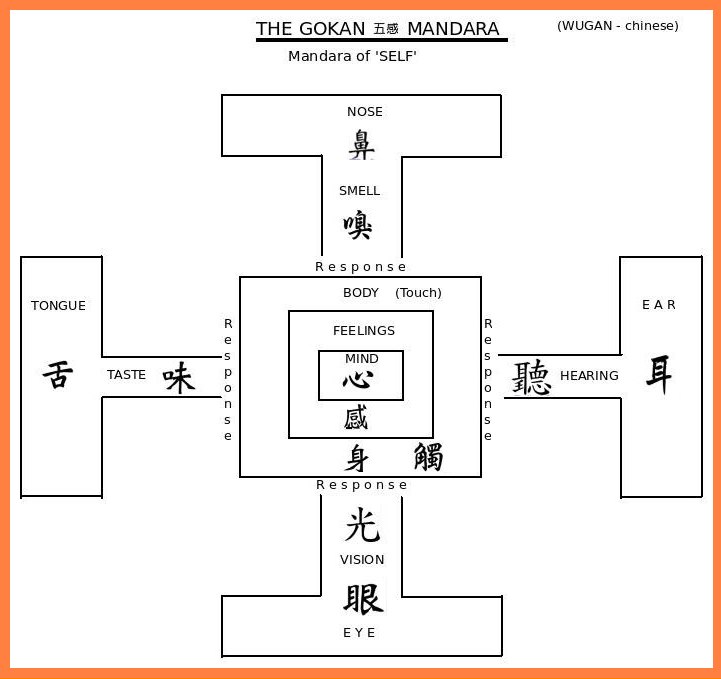 THE GOKAN 五感 MANDARA
(WUGAN - chinese)
Mandara of 'SELF'
NOSE
鼻
SMELL
嗅
Response
TONGUE
舌
TASTE 味
Response
BODY (Touch)
FEELINGS
MIND
心
感
身 觸
Response
聽 HEARING
EAR
耳
Response
光
VISION
眼
EYE